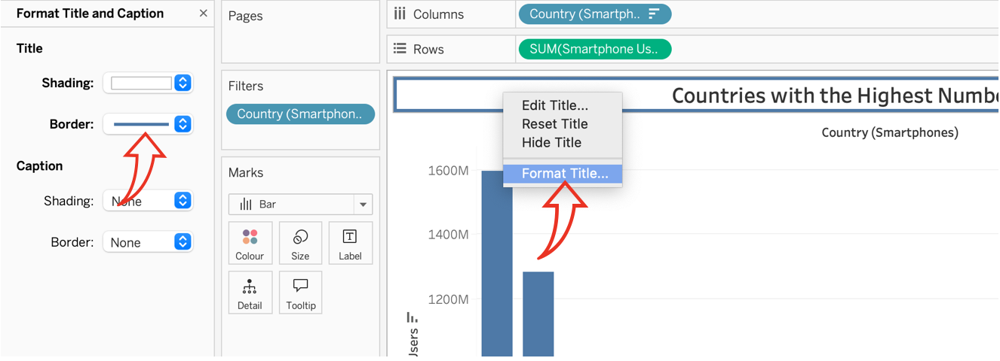 Format Title and Caption
Title
Shading:
Border:
Caption
Shading: None
Border: None
Pages
Filters
Country (Smartphon..
Marks
Bar
Colour
Size
Label
Detail
Tooltip
Columns
Country (Smartph..
Rows
SUM(Smartphone Us..
Countries with the Highest Numbe
Edit Title...
Reset Title
Hide Title
Format Title...
Country (Smartphones)
1600M
1400M
1200M
Users